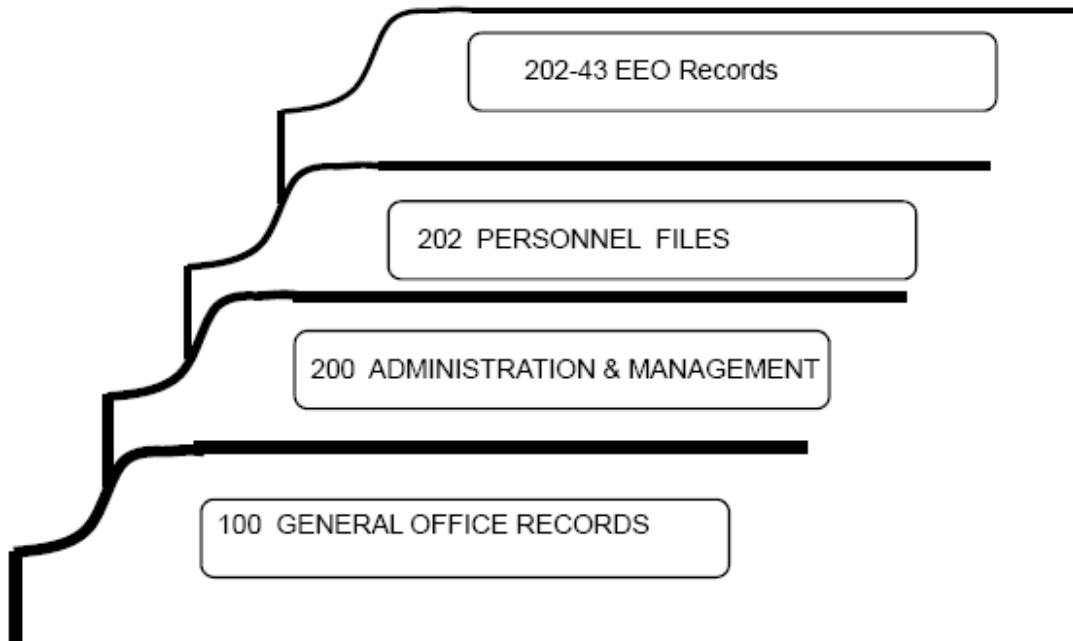 202-43 EEO Records
202 PERSONNEL FILES
200 ADMINISTRATION & MANAGEMENT
100 GENERAL OFFICE RECORDS